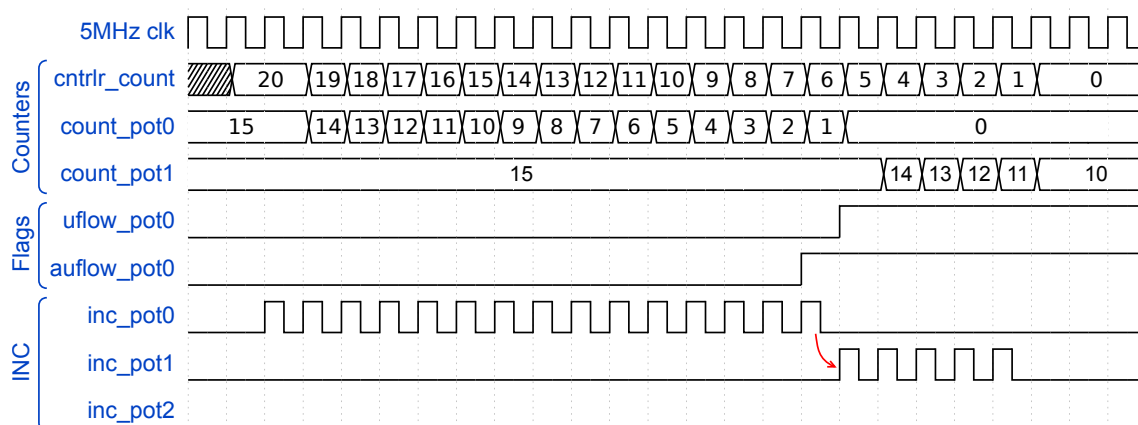 5MHz clk
Counters
cntrlr_count 20 19 18 17 16 15 14 13 12 11 10 9 8 7 6 5 4 3 2 1 0
count_pot0 15 14 13 12 11 10 9 8 7 6 5 4 3 2 1 0
count_pot1 15 14 13 12 11 10
Flags
uflow_pot0
auflow_pot0
INC
inc_pot0
inc_pot1
inc_pot2